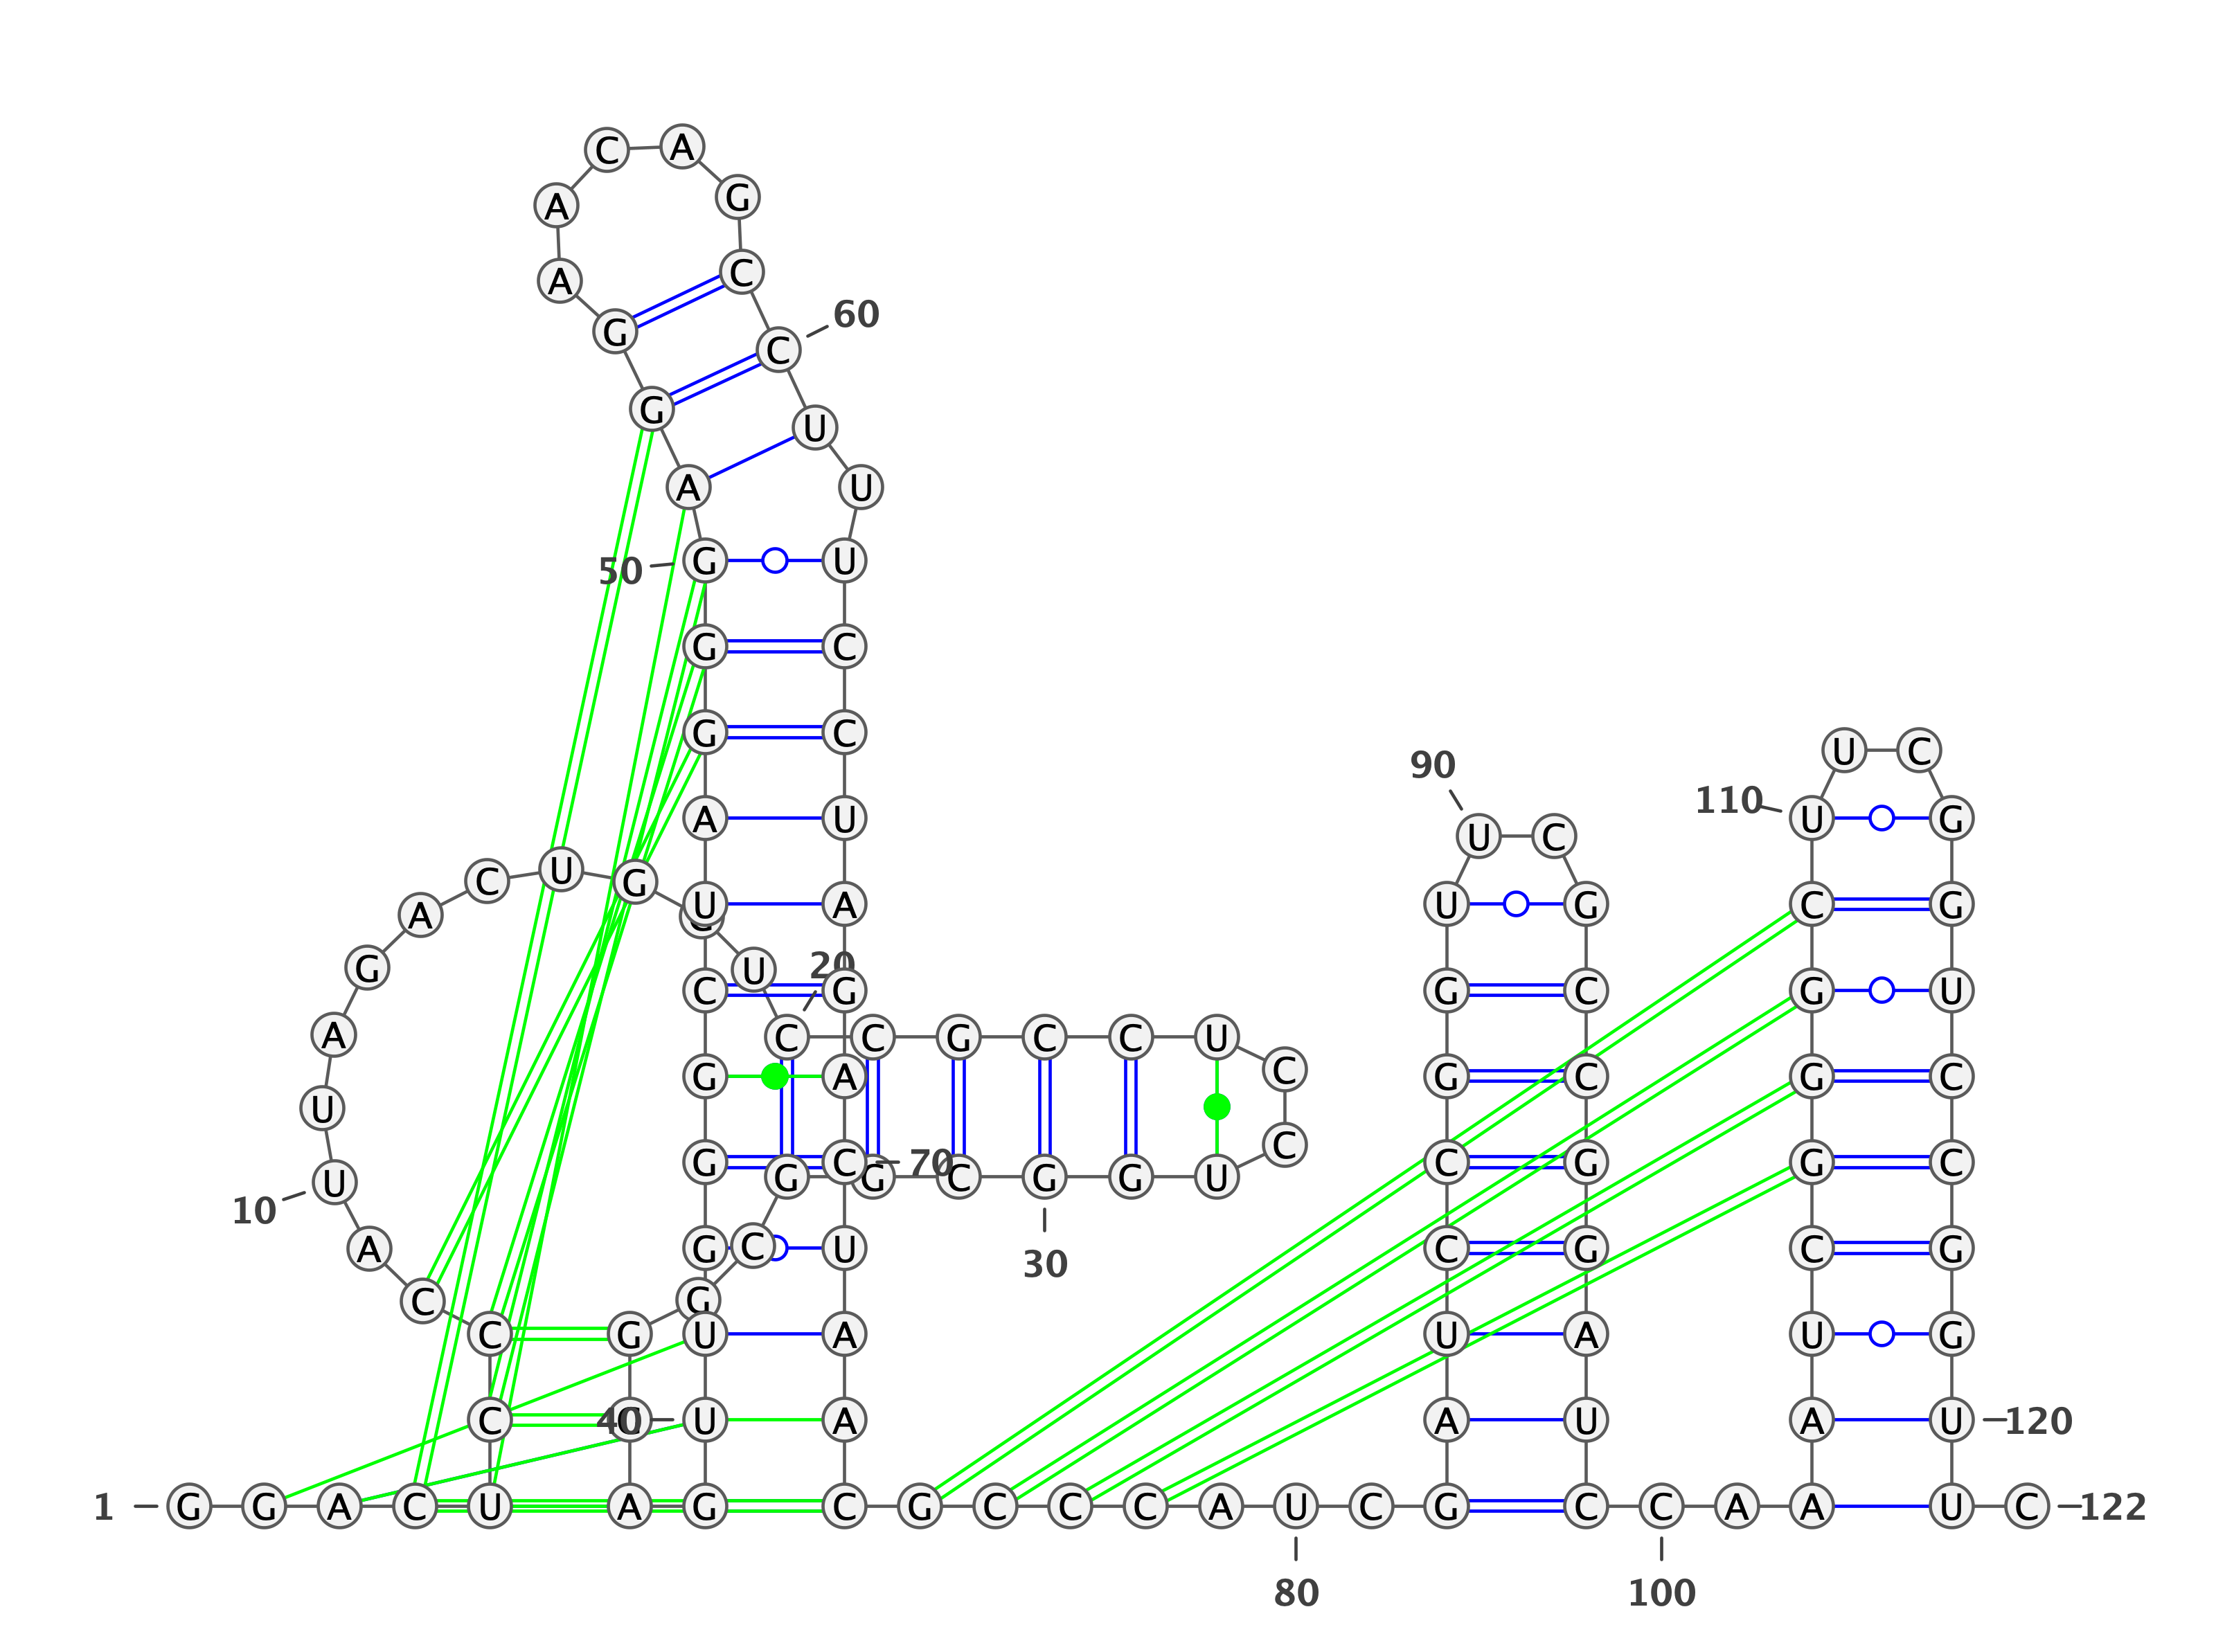 C A
A G
A C
60
G C
G U
A U
50 G U
G C
G C
U C
90
110
A U U G
U C
C U G
A U A U G C G
G U 20
C G G C G U
A C C G C C U
G A C G C G C
U
C
G C 70 C G G C
U G G U G C G G
10
A G C U C G C G
30
C G
C G U A U A U G
C 40 C U A A U A U 120
1 G G A C U A G C G C C C A U C G C C A A U C 122
80 100